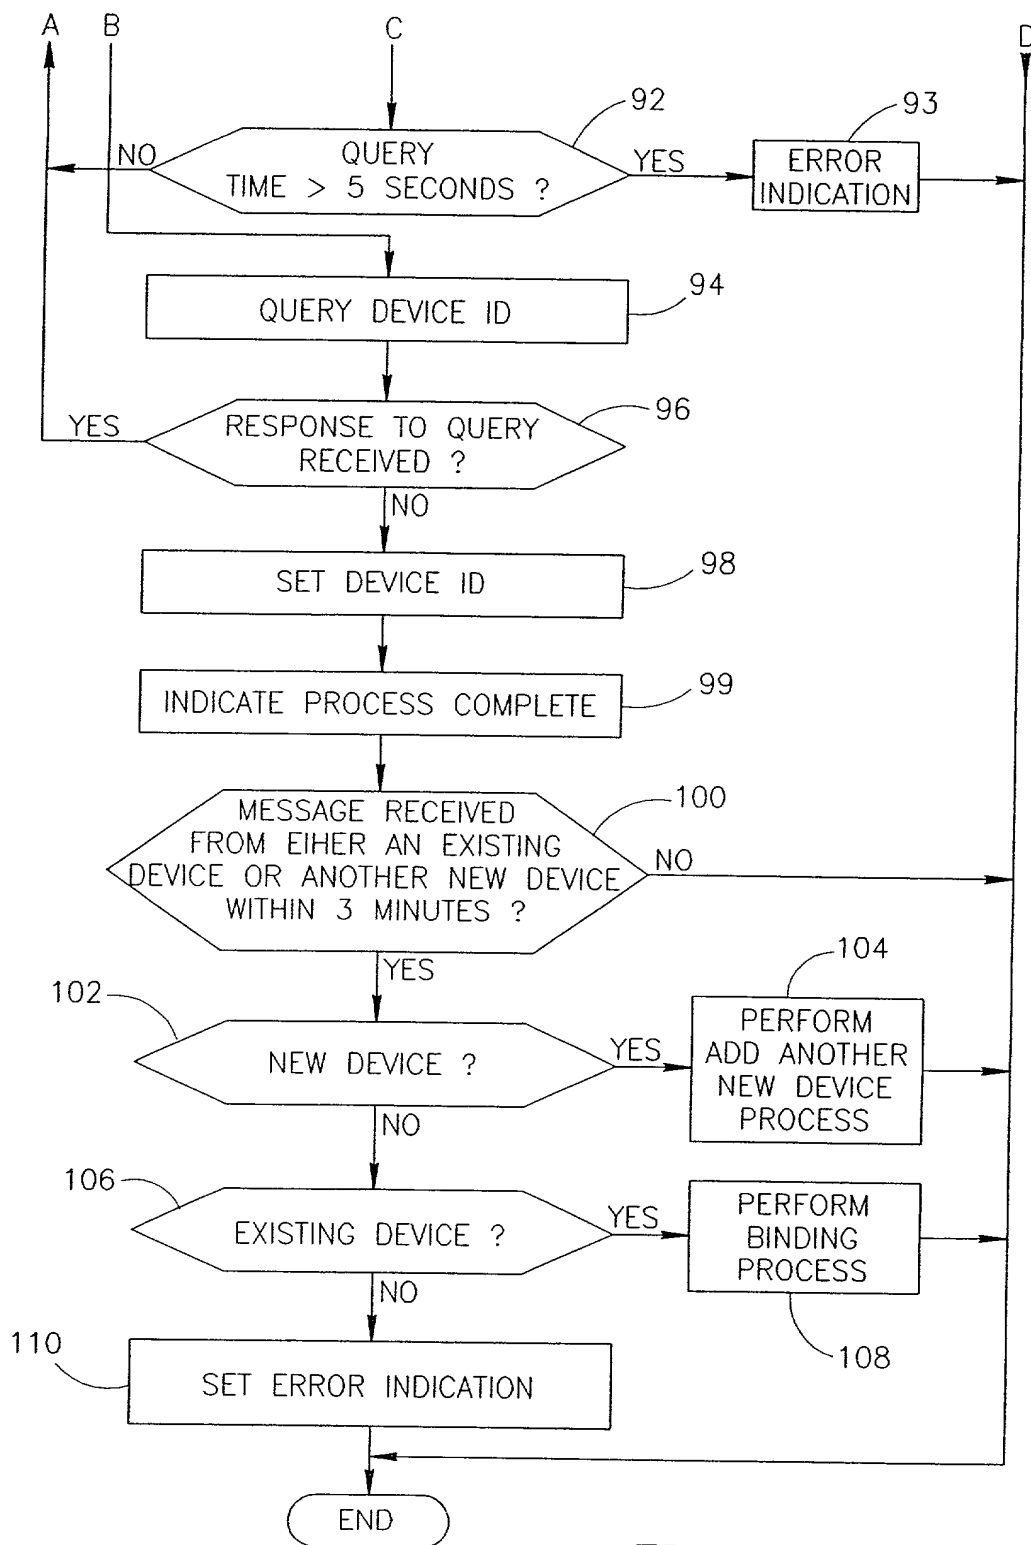 A B C D
92
93
NO
QUERY
TIME > 5 SECONDS ?
YES
ERROR
INDICATION
94
QUERY DEVICE ID
96
YES
RESPONSE TO QUERY
RECEIVED ?
NO
98
SET DEVICE ID
99
INDICATE PROCESS COMPLETE
100
MESSAGE RECEIVED
FROM EIHER AN EXISTING
DEVICE OR ANOTHER NEW DEVICE
WITHIN 3 MINUTES ?
NO
YES
102
104
NEW DEVICE ?
YES
PERFORM
ADD ANOTHER
NEW DEVICE
PROCESS
NO
106
EXISTING DEVICE ?
YES
PERFORM
BINDING
PROCESS
NO
108
110
SET ERROR INDICATION
END